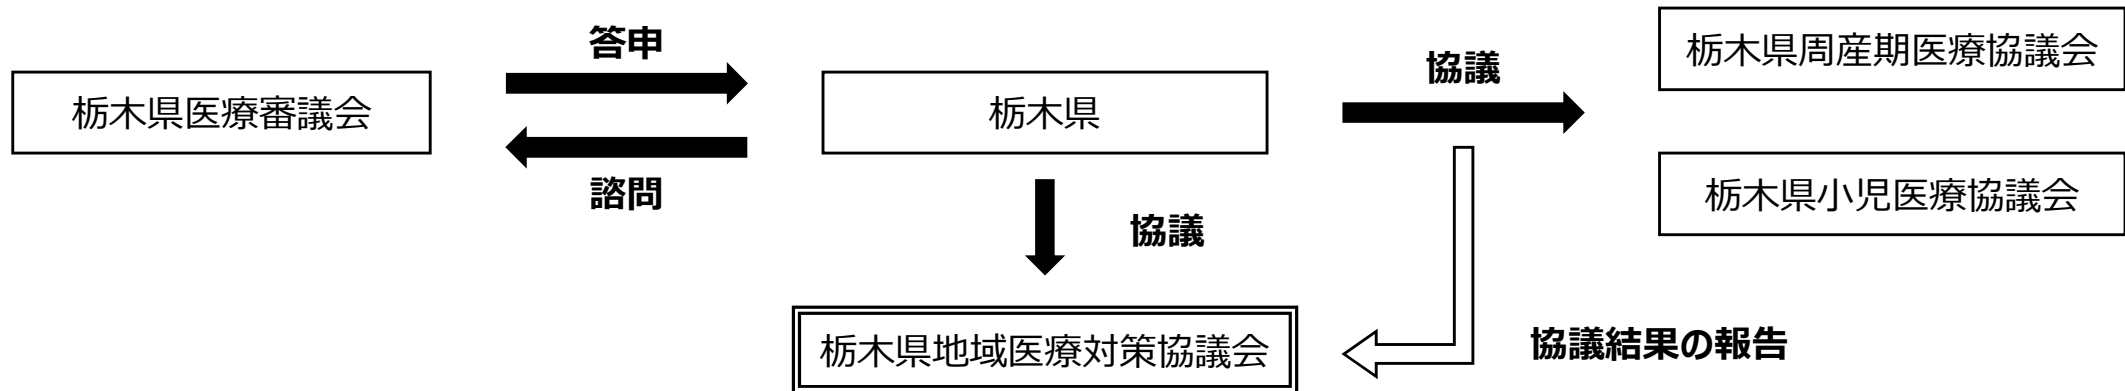 答申
栃木県周産期医療協議会
協議
栃木県医療審議会
栃木県
諮問
栃木県小児医療協議会
協議
栃木県地域医療対策協議会
協議結果の報告